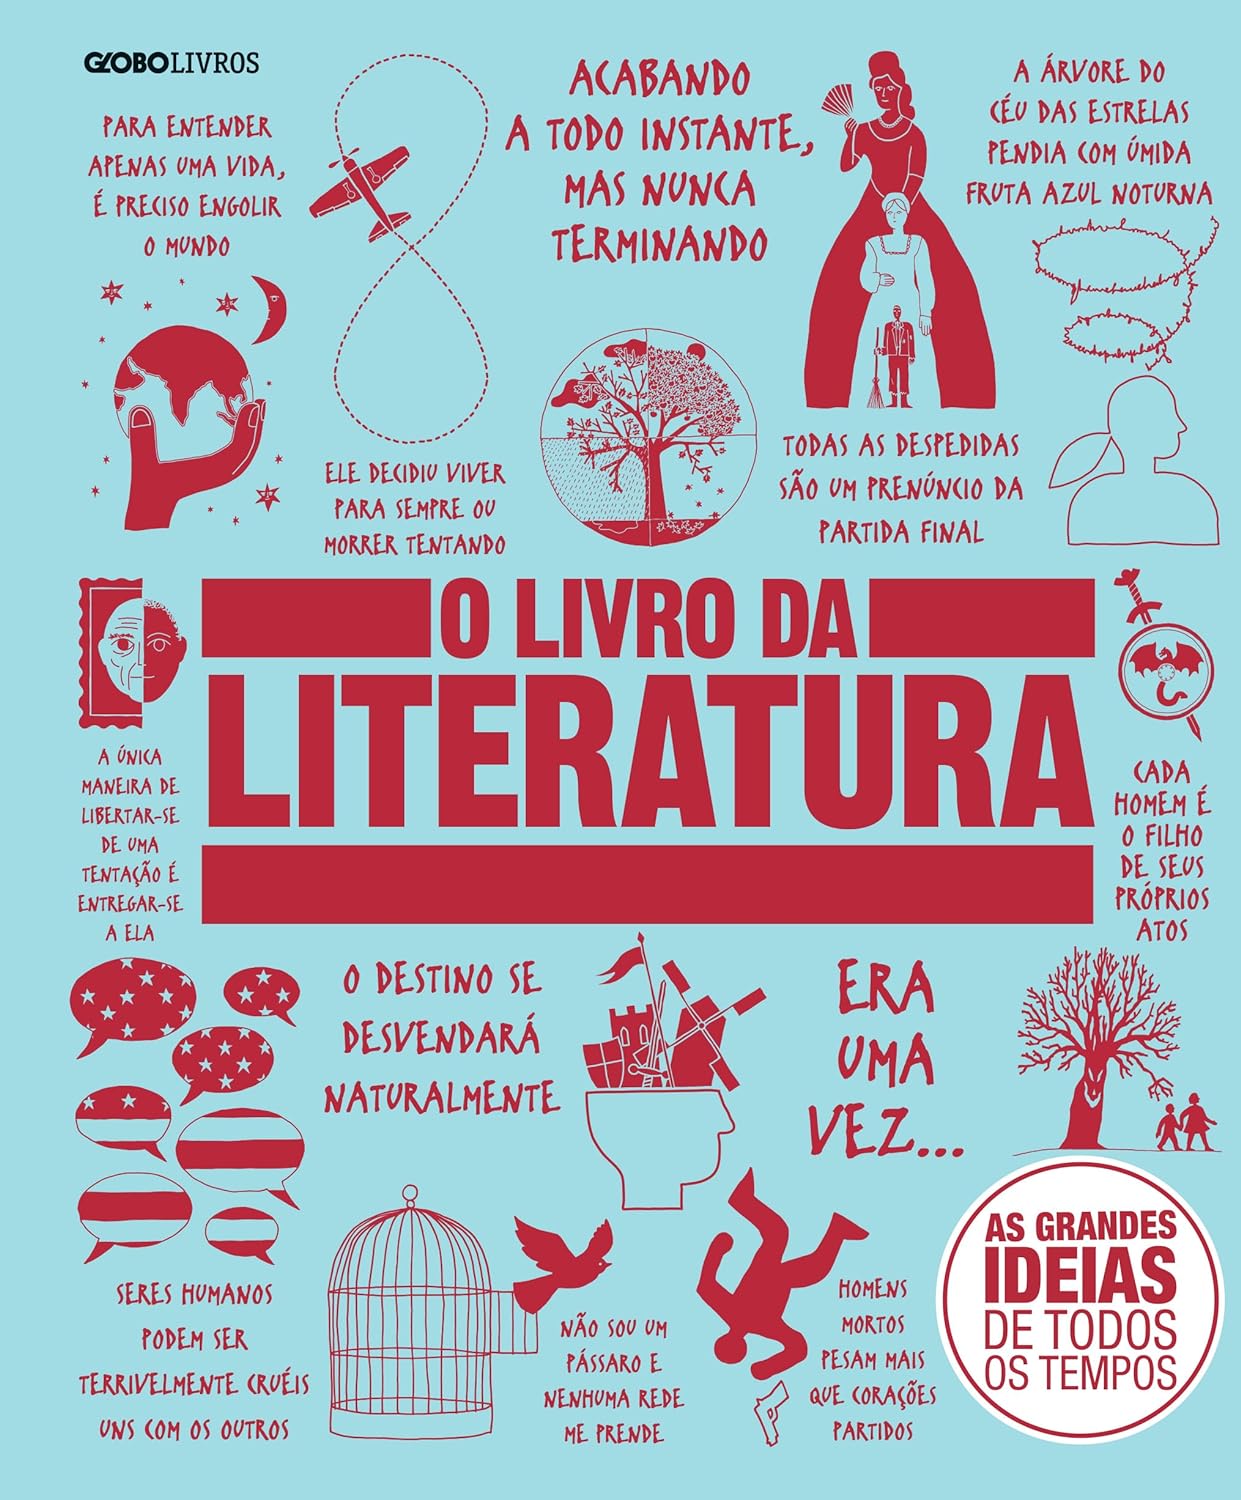 GLOBOLIVROS
PARA ENTENDER
APENAS UMA VIDA,
É PRECISO ENGOLIR
O MUNDO
ACABANDO
A TODO INSTANTE,
MAS NUNCA
TERMINANDO
A ÁRVORE DO
CÉU DAS ESTRELAS
PENDIA COM ÚMIDA
FRUTA AZUL NOTURNA
ELE DECIDIU VIVER
PARA SEMPRE OU
MORRER TENTANDO
TODAS AS DESPEDIDAS
SÃO UM PRENÚNCIO DA
PARTIDA FINAL
O LIVRO DA
LITERATURA
A ÚNICA
MANEIRA DE
LIBERTAR-SE
DE UMA
TENTAÇÃO É
ENTREGAR-SE
A ELA
CADA
HOMEM É
O FILHO
DE SEUS
PRÓPRIOS
ATOS
O DESTINO SE
DESVENDARÁ
NATURALMENTE
ERA
UMA
VEZ...
SERES HUMANOS
PODEM SER
TERRIVELMENTE CRUÉIS
UNS COM OS OUTROS
NÃO SOU UM
PÁSSARO E
NENHUMA REDE
ME PRENDE
HOMENS
MORTOS
PESAM MAIS
QUE CORAÇÕES
PARTIDOS
AS GRANDES
IDEIAS
DE TODOS
OS TEMPOS